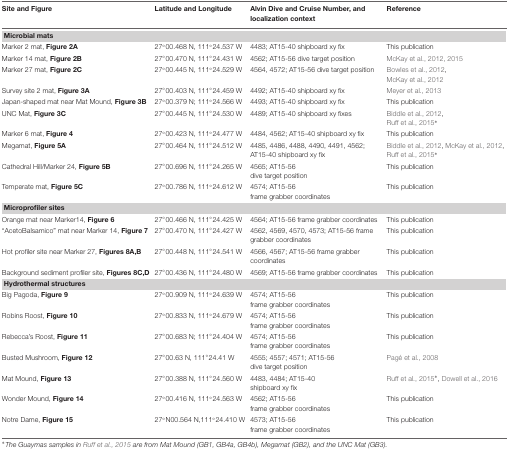 Site and Figure Latitude and Longitude Alvin Dive and Cruise Number, and Reference
localization context
Microbial mats
Marker 2 mat, Figure 2A 27°00.468 N, 111°24.537 W 4483; AT15-40 shipboard xy fix This publication
Marker 14 mat, Figure 2B 27°00.470 N, 111°24.431 W 4562; AT15-56 dive target position McKay et al., 2012, 2015
Marker 27 mat, Figure 2C 27°00.445 N, 111°24.529 W 4564, 4572; AT15-56 dive target position Bowles et al., 2012,
McKay et al., 2012
Survey site 2 mat, Figure 3A 27°00.403 N, 111°24.459 W 4492; AT15-40 shipboard xy fix Meyer et al., 2013
Japan-shaped mat near Mat Mound, Figure 3B 27°00.379 N; 111°24.566 W 4493; AT15-40 shipboard xy fix This publication
UNC Mat, Figure 3C 27°00.445 N, 111°24.530 W 4489; AT15-40 shipboard xy fixes Biddle et al., 2012,
Ruff et al., 2015*
Marker 6 mat, Figure 4 27°00.423 N, 111°24.477 W 4484, 4562; AT15-40 shipboard xy fix This publication
Megamat, Figure 5A 27°00.464 N, 111°24.512 W 4485, 4486, 4488, 4490, 4491, 4562; Biddle et al., 2012, McKay et al., 2012,
AT15-40 shipboard xy fix Ruff et al., 2015*
Cathedral Hill/Marker 24, Figure 5B 27°00.696 N, 111°24.265 W 4565; AT15-56 This publication
dive target position
Temperate mat, Figure 5C 27°00.786 N, 111°24.612 W 4574; AT15-56 This publication
frame grabber coordinates
Microprofiler sites
Orange mat near Marker14, Figure 6 27°00.466 N, 111°24.425 W 4564; AT15-56 frame grabber coordinates This publication
"AcetoBalsamico" mat near Marker 14, Figure 7 27°00.470 N, 111°24.427 W 4562, 4569, 4570, 4573; AT15-56 frame This publication
grabber coordinates
Hot profiler site near Marker 27, Figures 8A,B 27°00.448 N, 111°24.541 W 4566, 4567; AT15-56 frame grabber This publication
coordinates
Background sediment profiler site, Figures 8C,D 27°00.436 N, 111°24.480 W 4569; AT15-56 frame grabber coordinates This publication
Hydrothermal structures
Big Pagoda, Figure 9 27°00.909 N, 111°24.639 W 4574; AT15-56 This publication
frame grabber coordinates
Robins Roost, Figure 10 27°00.833 N, 111°24.679 W 4574; AT15-56 This publication
frame grabber coordinates
Rebecca's Roost, Figure 11 27°00.683 N; 111°24.404 W 4574; AT15-56 This publication
frame grabber coordinates
Busted Mushroom, Figure 12 27°00.63 N, 111°24.41 W 4555; 4557; 4571; AT15-56 Pagé et al., 2008
dive target position
Mat Mound, Figure 13 27°00.388 N, 111°24.560 W 4483, 4484; AT15-40 Ruff et al., 2015*, Dowell et al., 2016
shipboard xy fix
Wonder Mound, Figure 14 27°00.416 N, 111°24.563 W 4562; AT15-56 This publication
frame grabber coordinates
Notre Dame, Figure 15 27°N00.564 N,111°24.410 W 4573; AT15-56 This publication
frame grabber coordinates
*The Guaymas samples in Ruff et al., 2015 are from Mat Mound (GB1, GB4a, GB4b), Megamat (GB2), and the UNC Mat (GB3).